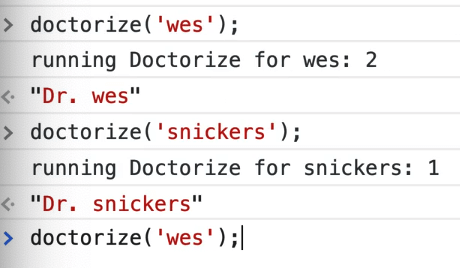 > doctorize('wes');
running Doctorize for wes: 2
<· "Dr. wes"
> doctorize('snickers');
running Doctorize for snickers: 1
<· "Dr. snickers"
> doctorize('wes');